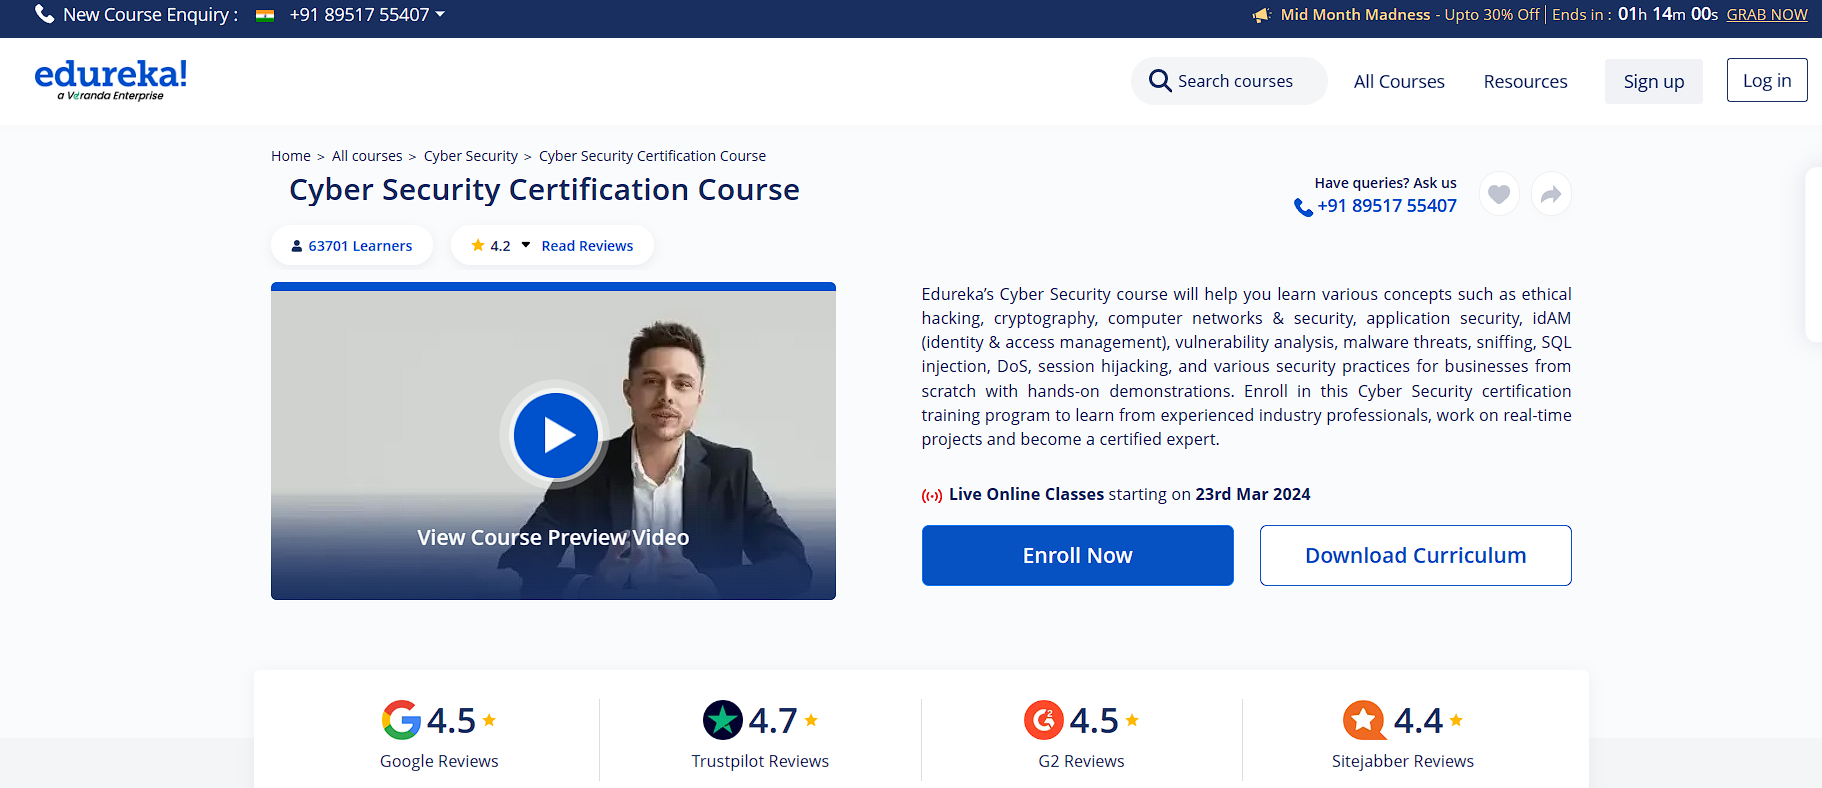 New Course Enquiry : +91 89517 55407
Mid Month Madness - Upto 30% Off Ends in : 01h 14m 00s GRAB NOW
edureka!
a Veranda Enterprise
Search courses
All Courses
Resources
Sign up
Log in
Home > All courses > Cyber Security > Cyber Security Certification Course
Cyber Security Certification Course
Have queries? Ask us
+91 89517 55407
63701 Learners
4.2 Read Reviews
View Course Preview Video
Edureka’s Cyber Security course will help you learn various concepts such as ethical
hacking, cryptography, computer networks & security, application security, idAM
(identity & access management), vulnerability analysis, malware threats, sniffing, SQL
injection, DoS, session hijacking, and various security practices for businesses from
scratch with hands-on demonstrations. Enroll in this Cyber Security certification
training program to learn from experienced industry professionals, work on real-time
projects and become a certified expert.
Live Online Classes starting on 23rd Mar 2024
Enroll Now
Download Curriculum
4.5
Google Reviews
4.7
Trustpilot Reviews
4.5
G2 Reviews
4.4
Sitejabber Reviews